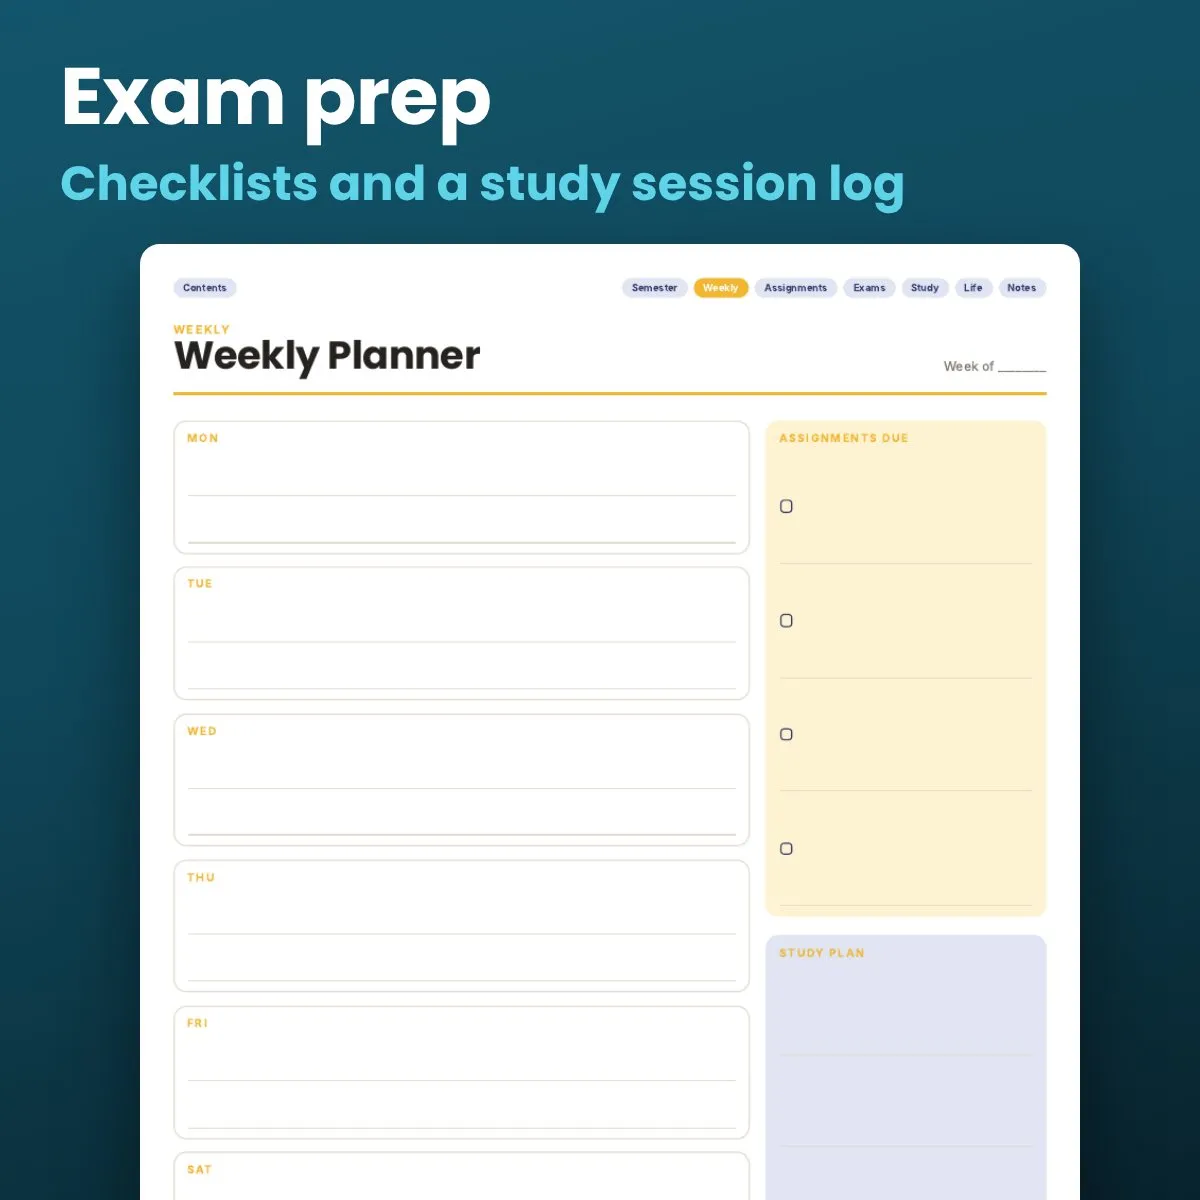 Exam prep
Checklists and a study session log
Contents
Semester Weekly Assignments Exams Study Life Notes
WEEKLY
Weekly Planner
Week of ______
MON
TUE
WED
THU
FRI
SAT
ASSIGNMENTS DUE
STUDY PLAN